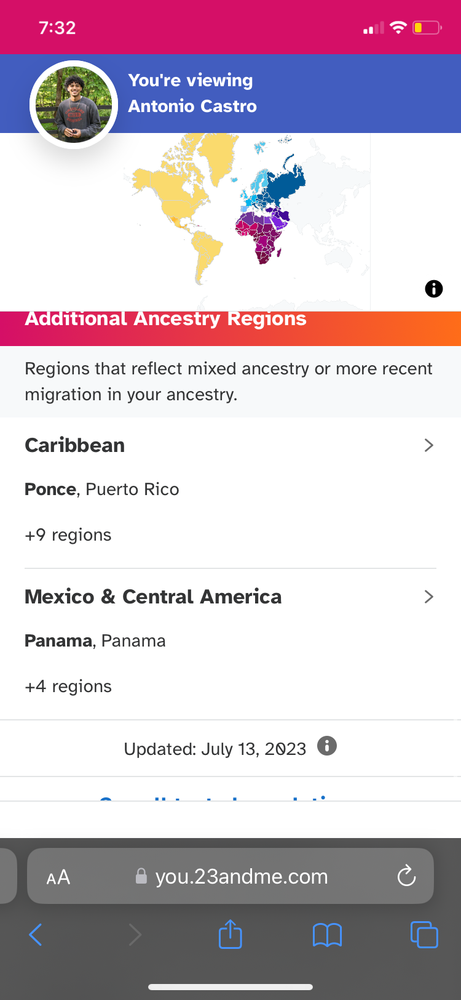 7:32
You're viewing
Antonio Castro
Additional Ancestry Regions
Regions that reflect mixed ancestry or more recent
migration in your ancestry.
Caribbean
Ponce, Puerto Rico
+9 regions
Mexico & Central America
Panama, Panama
+4 regions
Updated: July 13, 2023
AA
you.23andme.com